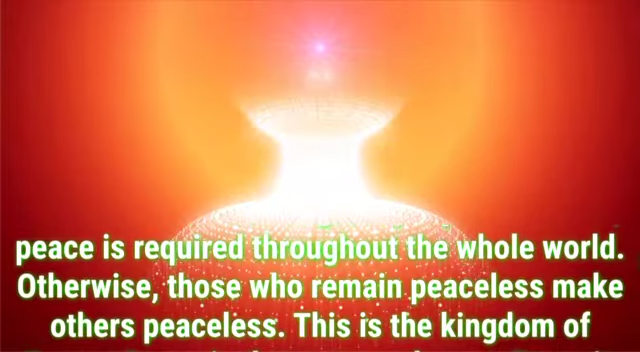 peace is required throughout the whole world.
Otherwise, those who remain peaceless make
others peaceless. This is the kingdom of